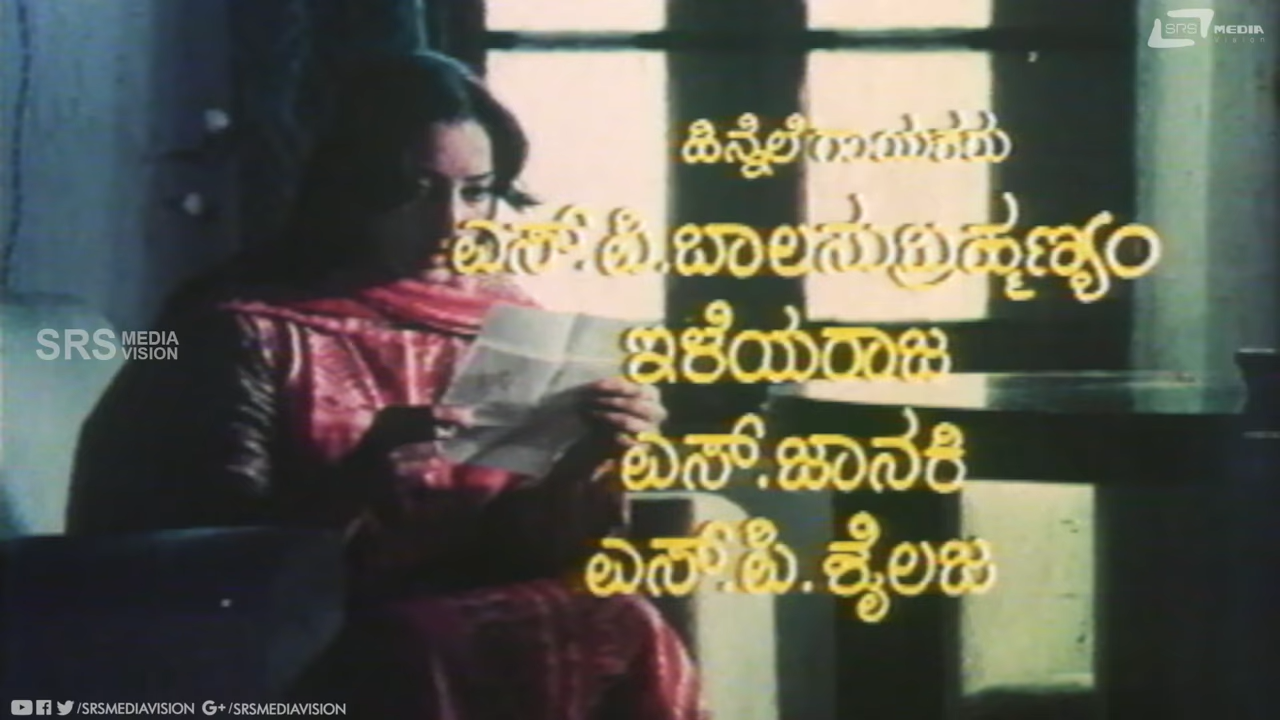 SRS MEDIA
vision
ಹಿನ್ನೆಲೆಗಾಯಕರು
ಎಸ್.ಪಿ.ಬಾಲಸುಬ್ರಹ್ಮಣ್ಯಂ
ಇಳೆಯರಾಜ
SRS MEDIA
VISION
ಎಸ್.ಜಾನಕಿ
ಎಸ್.ಪಿ.ಶೈಲಜ
/SRSMEDIAVISION G+/SRSMEDIAVISION